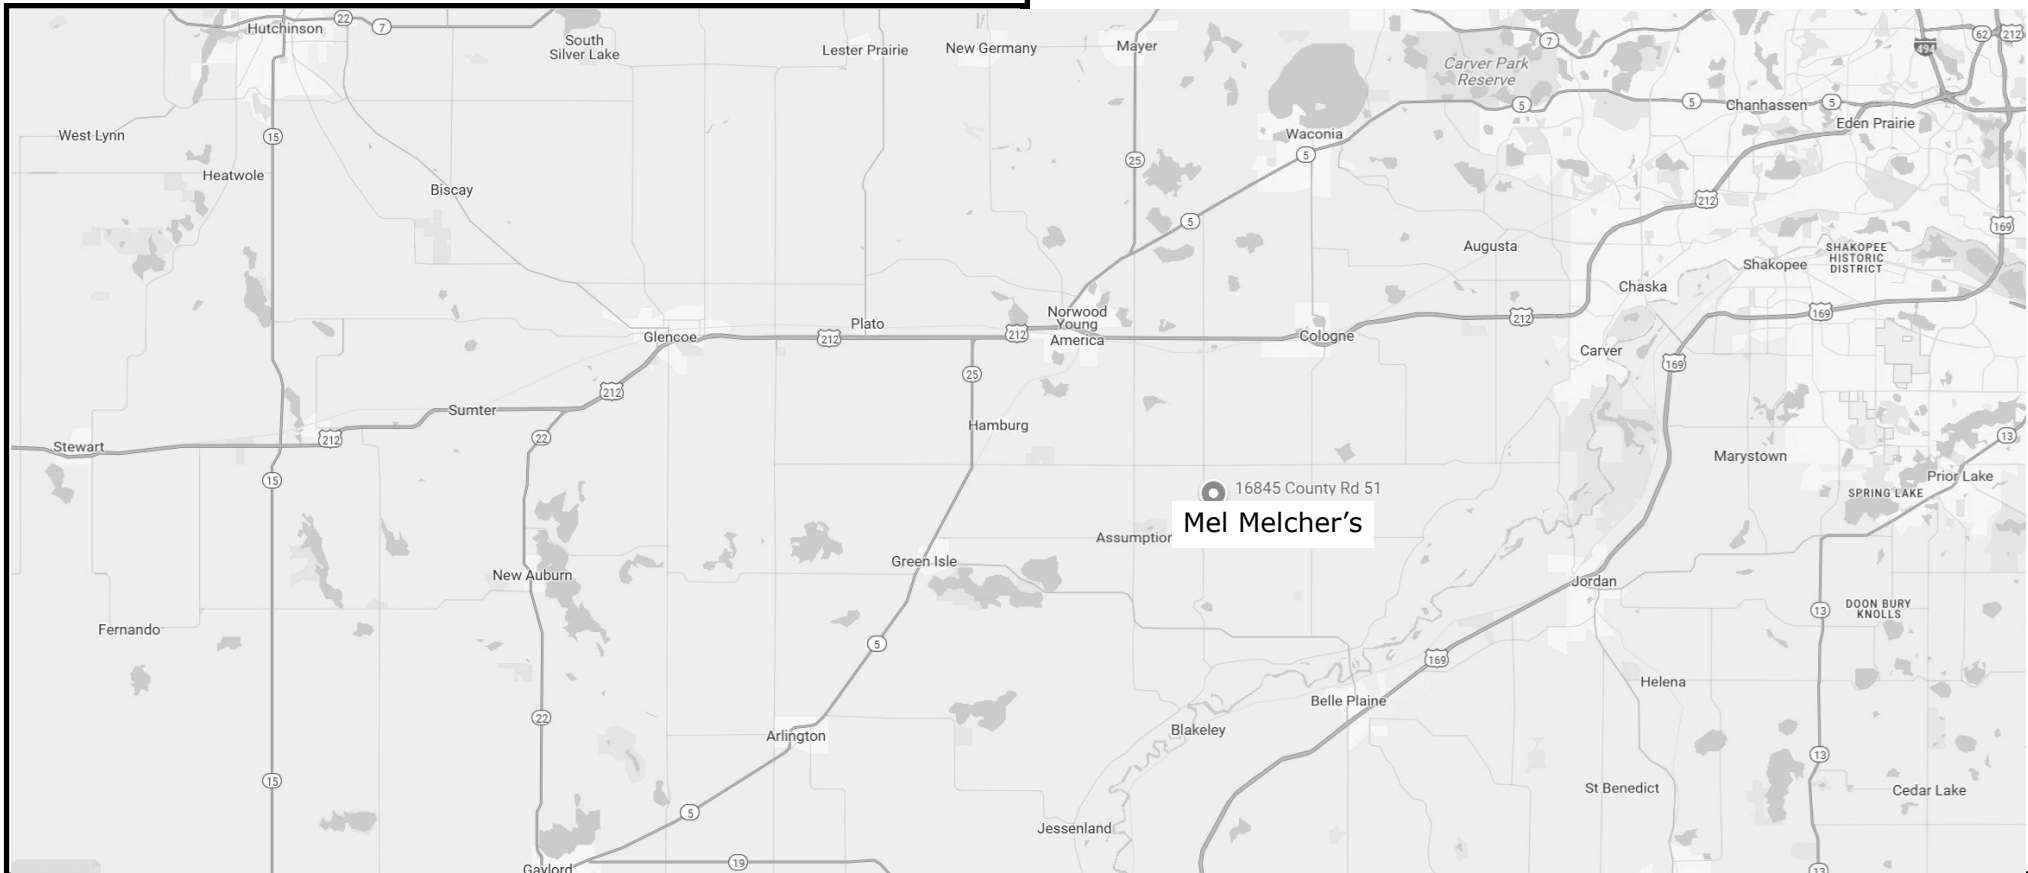 Hutchinson
22
7
South
Silver Lake
Lester Prairie
New Germany
Mayer
7
Carver Park
Reserve
494
62
212
5
5
Chanhassen
5
Eden Prairie
West Lynn
15
Waconia
5
25
Heatwole
Biscay
212
5
169
Augusta
SHAKOPEE
HISTORIC
DISTRICT
Shakopee
Chaska
Norwood
Young
America
Plato
212
212
Glencoe
Cologne
212
169
Carver
169
25
212
Sumter
22
212
Hamburg
Stewart
13
Marystown
Prior Lake
SPRING LAKE
15
16845 County Rd 51
Mel Melcher’s
Assumption
Green Isle
New Auburn
Jordan
DOON BURY
KNOLLS
13
Fernando
5
169
Helena
Belle Plaine
22
Blakeley
Arlington
13
15
St Benedict
Cedar Lake
5
Jessenland
19
Gaylord
13